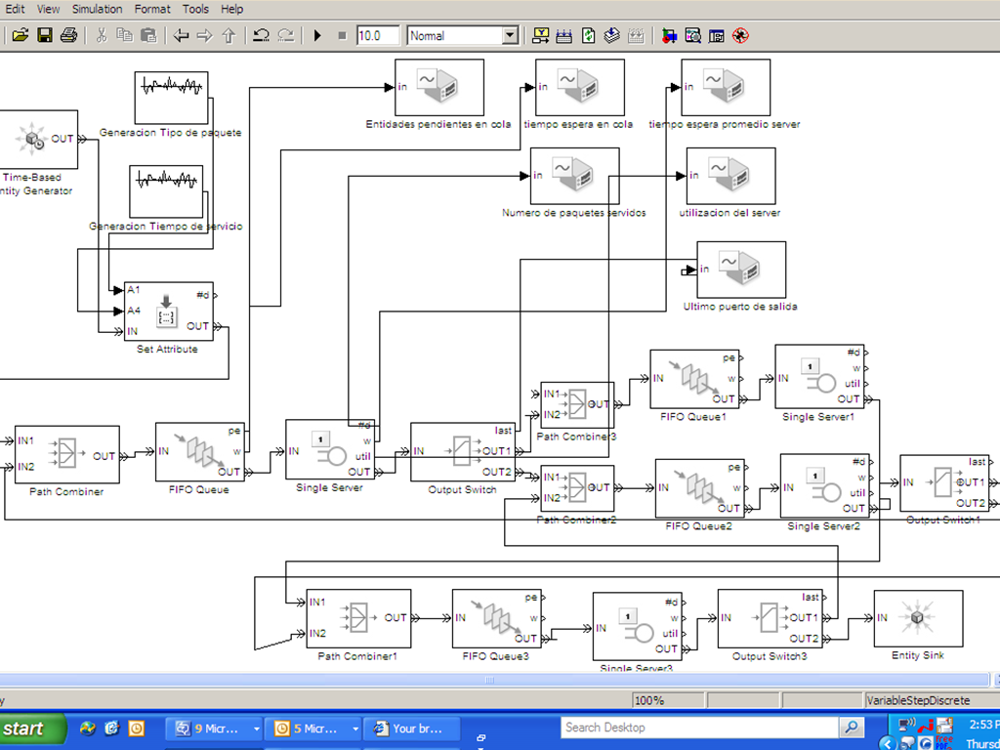 Edit View Simulation Format Tools Help
10.0 Normal
in in in
Entidades pendientes en cola tiempo espera en cola tiempo espera promedio server
Generacion Tipo de paquete
OUT
Time-Based
ntity Generator
in in
Numero de paquetes servidos utilizacion del server
Generacion Tiempo de servicio
in
Ultimo puerto de salida
A1 #d
A4
IN OUT
Set Attribute
IN pe w OUT
FIFO Queue1
IN 1 #d w util OUT
Single Server1
IN1 IN2 OUT
Path Combiner3
IN1 IN2 OUT
Path Combiner
IN pe w OUT
FIFO Queue
IN 1 #d w util OUT
Single Server
IN last OUT1 OUT2
Output Switch
IN1 IN2 OUT
Path Combiner2
IN pe w OUT
FIFO Queue2
IN 1 #d w util OUT
Single Server2
IN last OUT1 OUT2
Output Switch1
IN1 IN2 OUT
Path Combiner1
IN pe w OUT
FIFO Queue3
IN 1 #d w util OUT
Single Server3
IN last OUT1 OUT2
Output Switch3
IN
Entity Sink
y 100% VariableStepDiscrete
start 9 Micr... 5 Micr... Your br... Search Desktop 2:53 P
Thursd